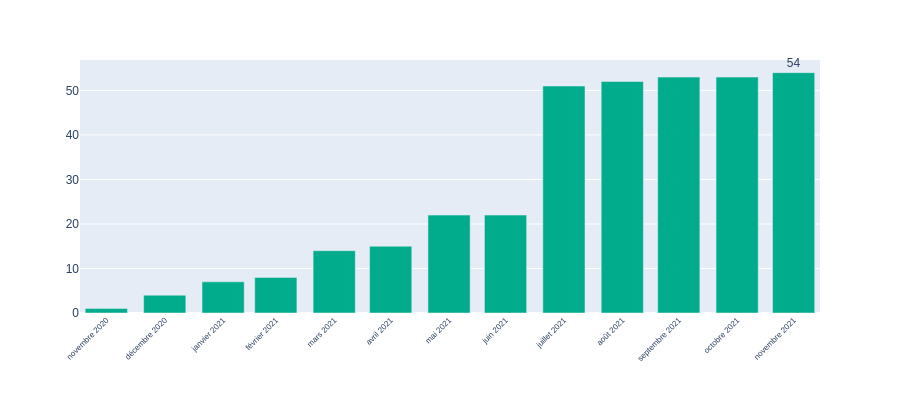 54
50
40
30
20
10
0
novembre 2020
décembre 2020
janvier 2021
février 2021
mars 2021
avril 2021
mai 2021
juin 2021
juillet 2021
août 2021
septembre 2021
octobre 2021
novembre 2021